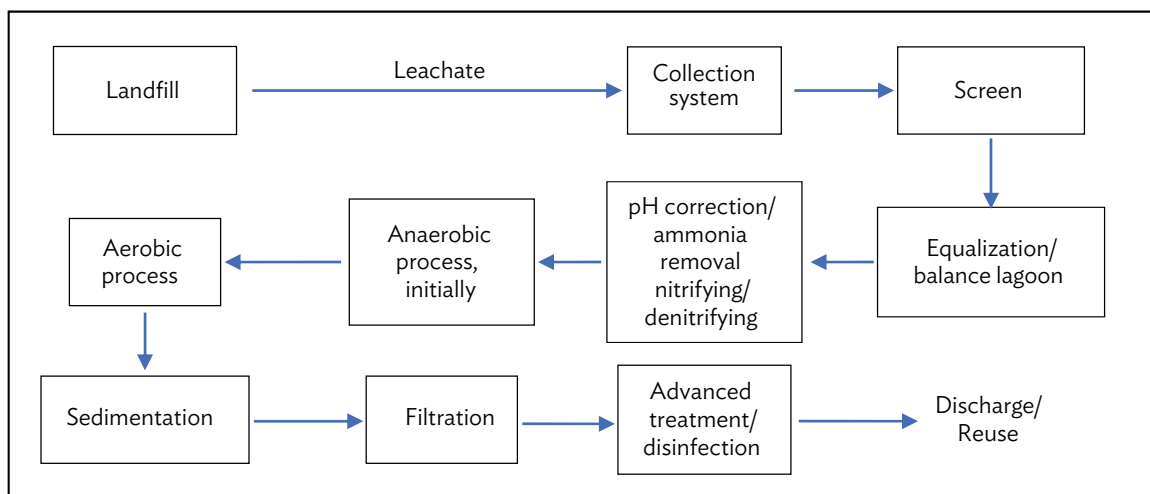 Landfill
Leachate
Collection
system
Screen
Equalization/
balance lagoon
pH correction/
ammonia
removal
nitrifying/
denitrifying
Anaerobic
process,
initially
Aerobic
process
Sedimentation
Filtration
Advanced
treatment/
disinfection
Discharge/
Reuse